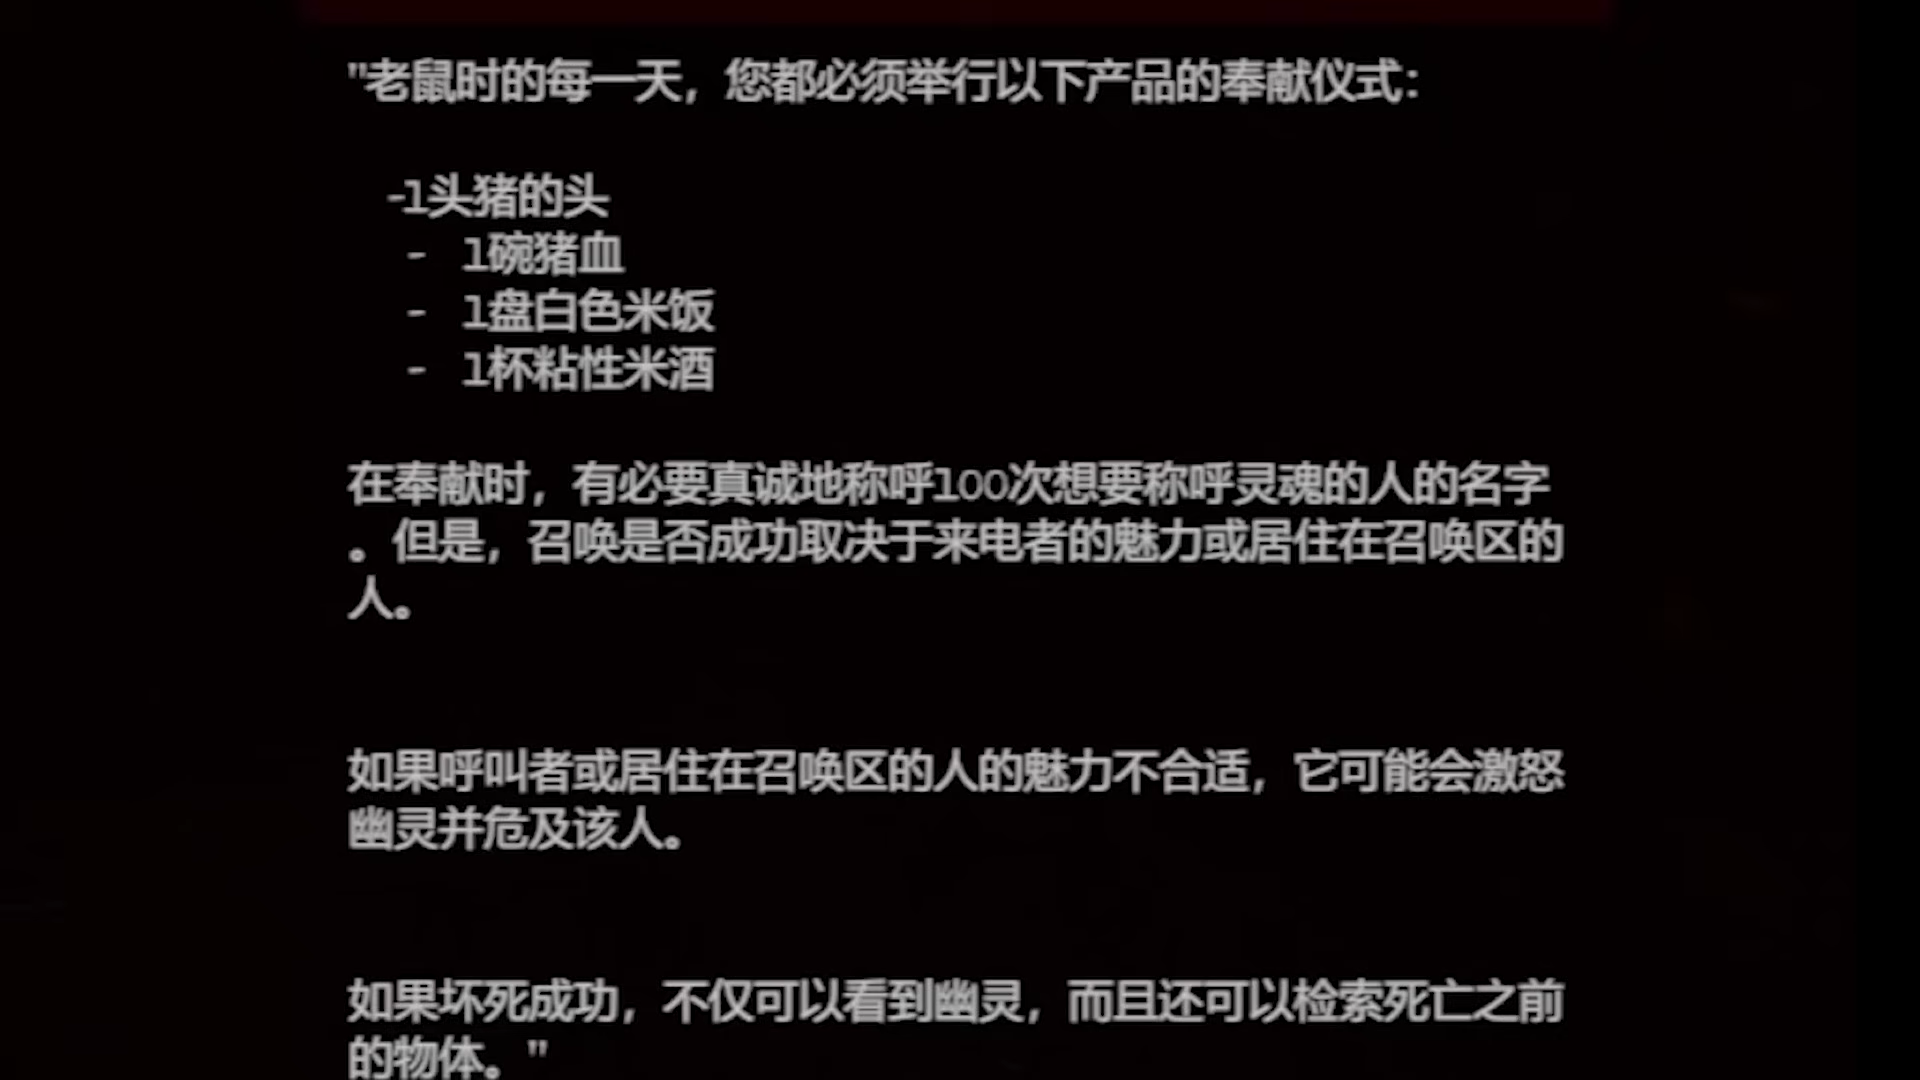 "老鼠时的每一天，您都必须举行以下产品的奉献仪式：
-1头猪的头
- 1碗猪血
- 1盘白色米饭
- 1杯粘性米酒
在奉献时，有必要真诚地称呼100次想要称呼灵魂的人的名字
。但是，召唤是否成功取决于来电者的魅力或居住在召唤区的
人。
如果呼叫者或居住在召唤区的人的魅力不合适，它可能会激怒
幽灵并危及该人。
如果坏死成功，不仅可以看到幽灵，而且还可以检索死亡之前
的物体。"